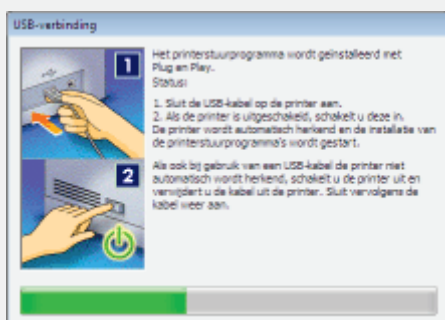 USB-verbinding
1
Het printerstuurprogramma wordt geïnstalleerd met
Plug en Play.
Status:
1. Sluit de USB-kabel op de printer aan.
2. Als de printer is uitgeschakeld, schakelt u deze in.
De printer wordt automatisch herkend en de installatie van
de printerstuurprogramma's wordt gestart.
2
Als ook bij gebruik van een USB-kabel de printer niet
automatisch wordt herkend, schakelt u de printer uit en
verwijdert u de kabel uit de printer. Sluit vervolgens de
kabel weer aan.